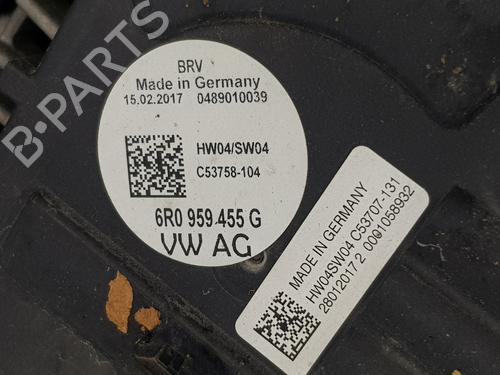 B-PARTS
BRV
Made in Germany
15.02.2017 0489010039
HW04/SW04
C53758-104
6R0 959 455 G
VW AG
MADE IN GERMANY
HW04SW04 C53707-131
28012017 2 0001058932